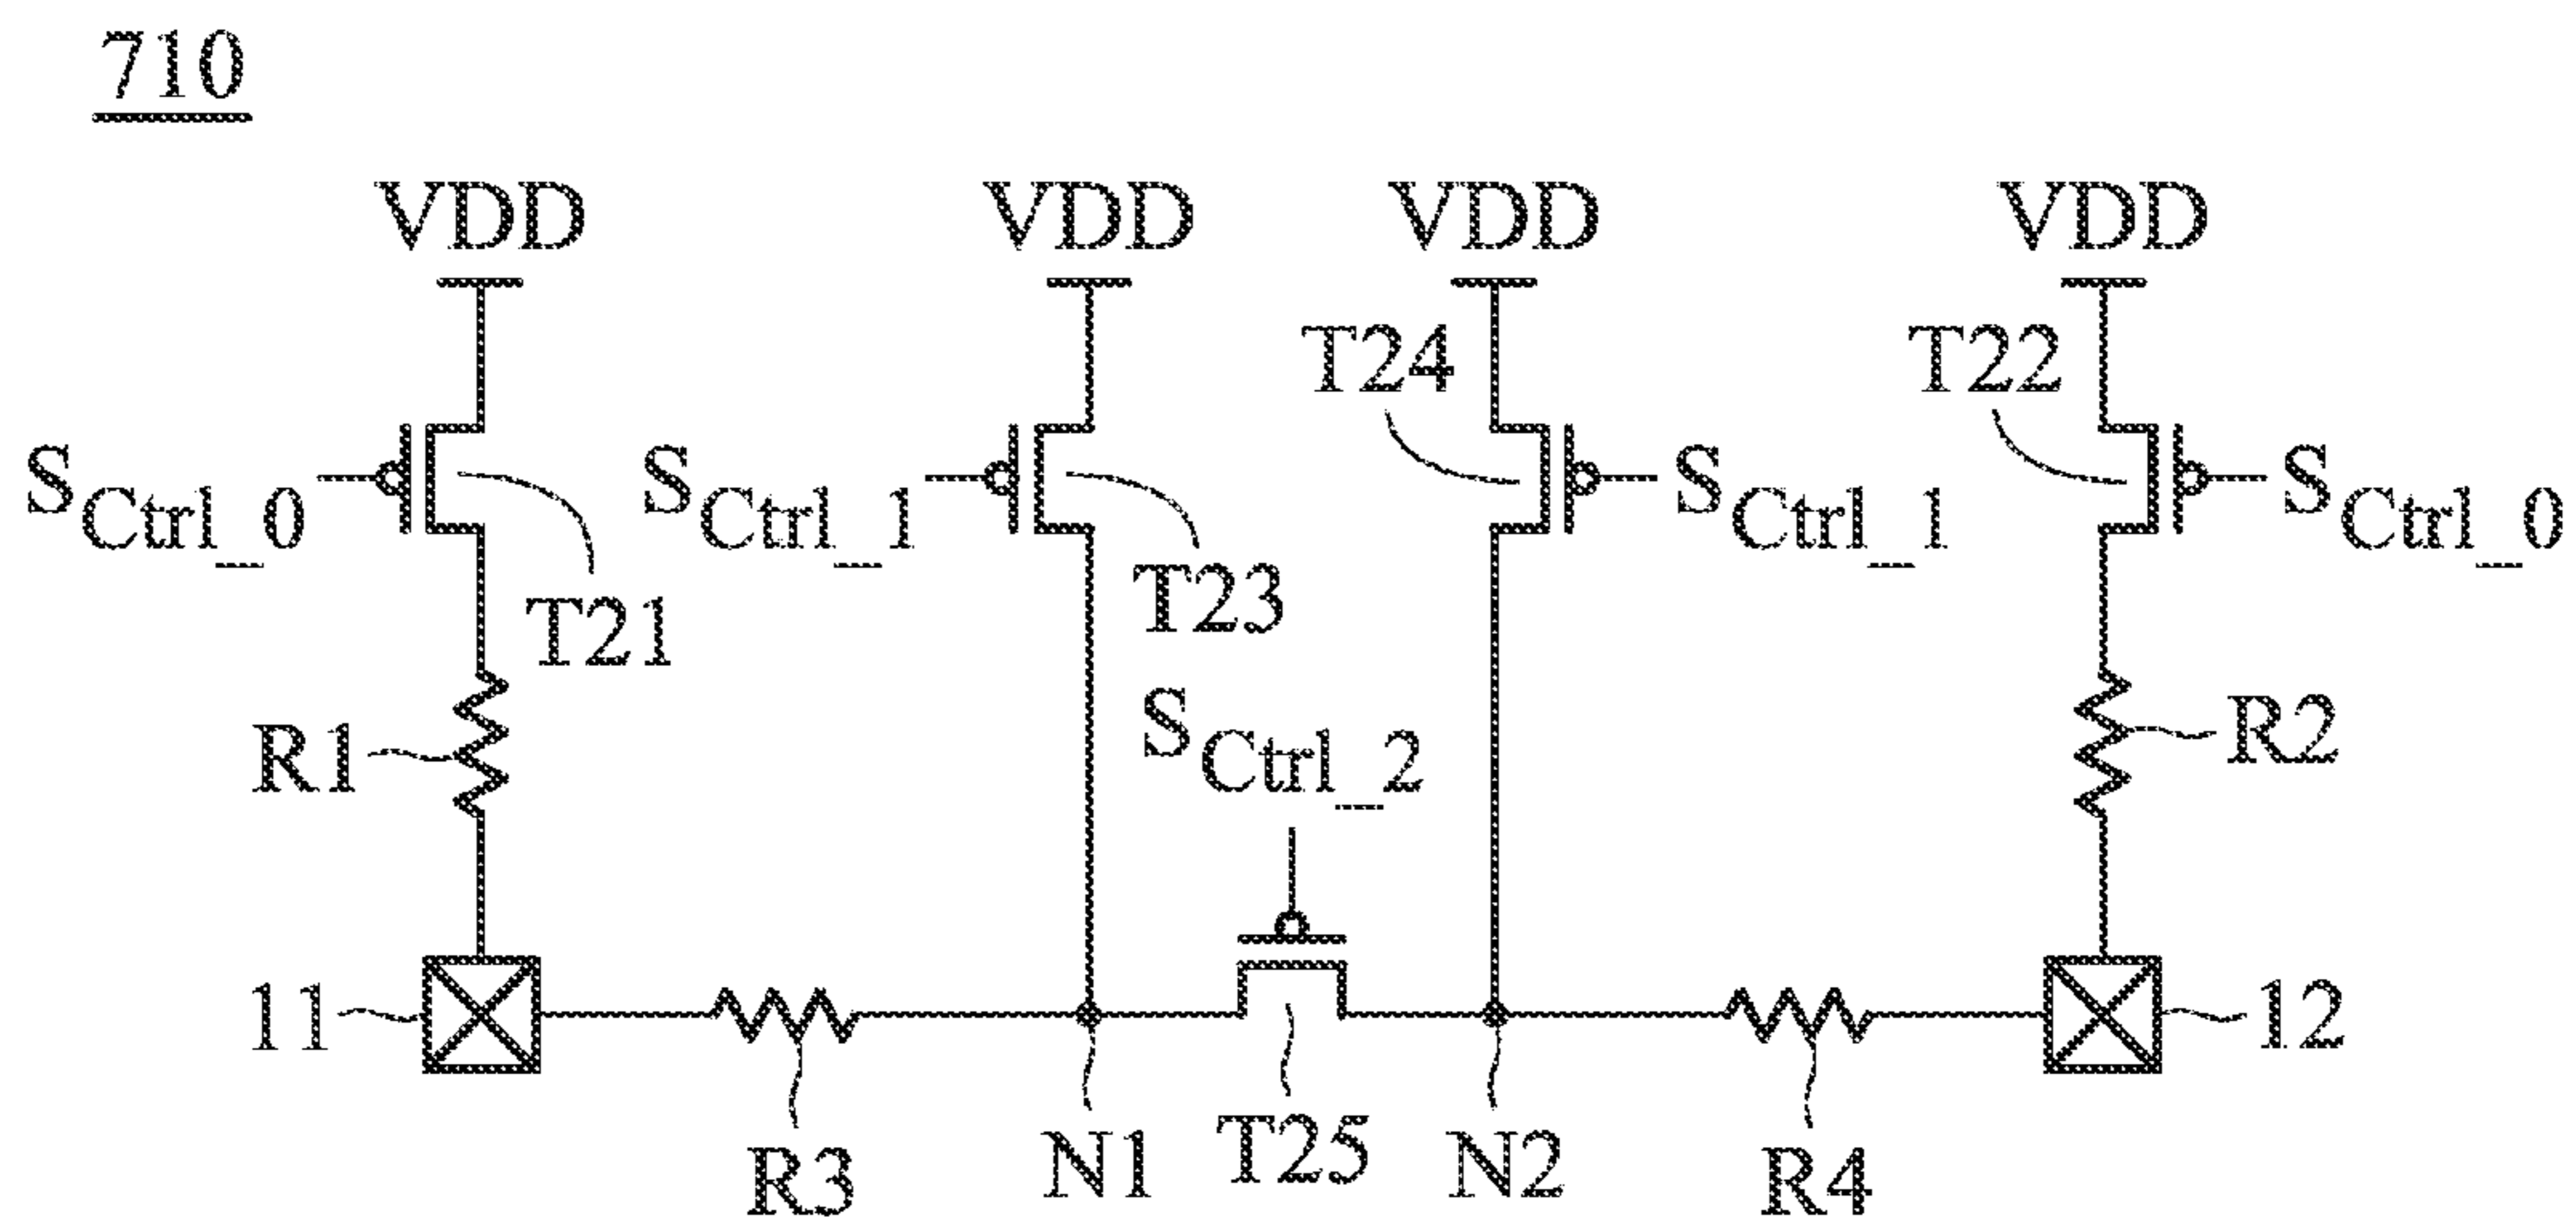 710
VDD VDD VDD VDD
T24 T22
SCtrl_0 SCtrl_1 SCtrl_1 SCtrl_0
T21 T23
R1 SCtrl_2 R2
11 12
R3 N1 T25 N2 R4